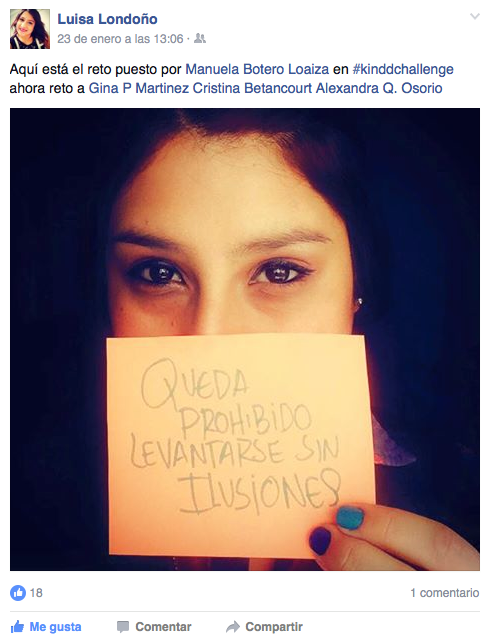 Luisa Londoño
23 de enero a las 13:06 ·
Aquí está el reto puesto por Manuela Botero Loaiza en #kinddchallenge
ahora reto a Gina P Martinez Cristina Betancourt Alexandra Q. Osorio
QUEDA
PROHIBIDO
LEVANTARSE SIN
ILUSIONES
18
1 comentario
Me gusta Comentar Compartir